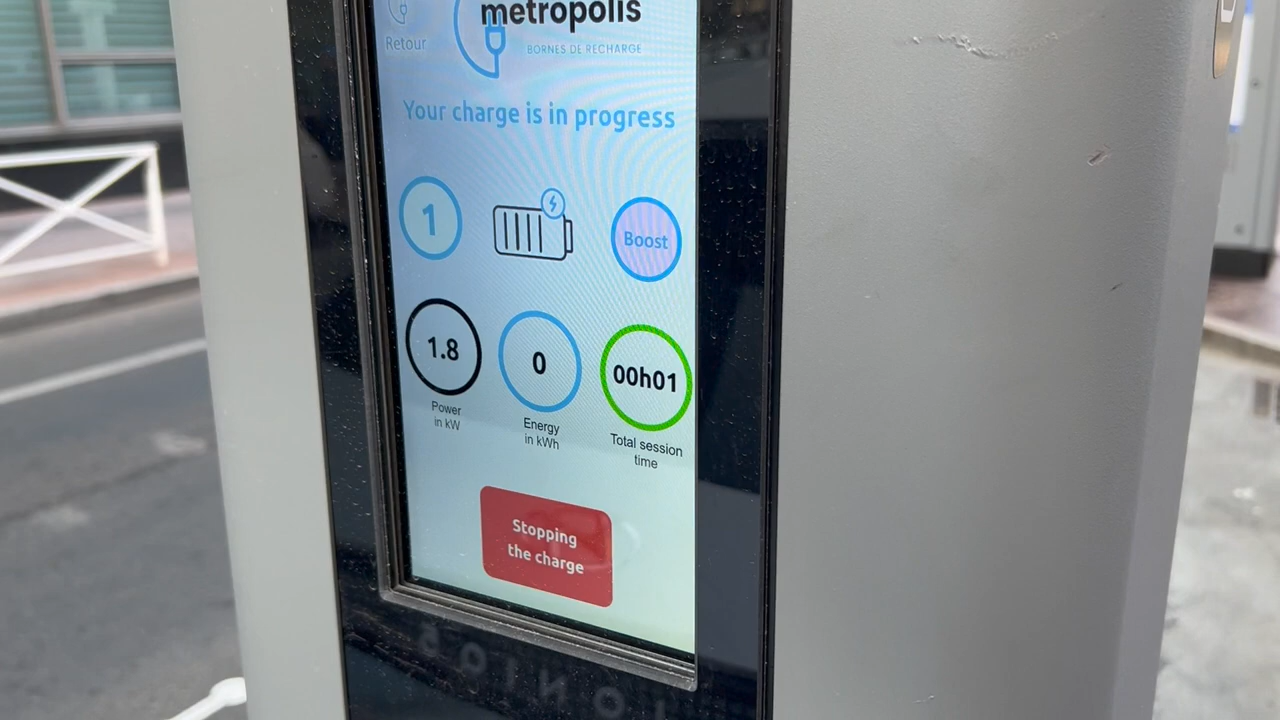 metropolis
Retour
BORNES DE RECHARGE
Your charge is in progress
1
Boost
1.8
0
00h01
Power
in kW
Energy
in kWh
Total session
time
Stopping
the charge